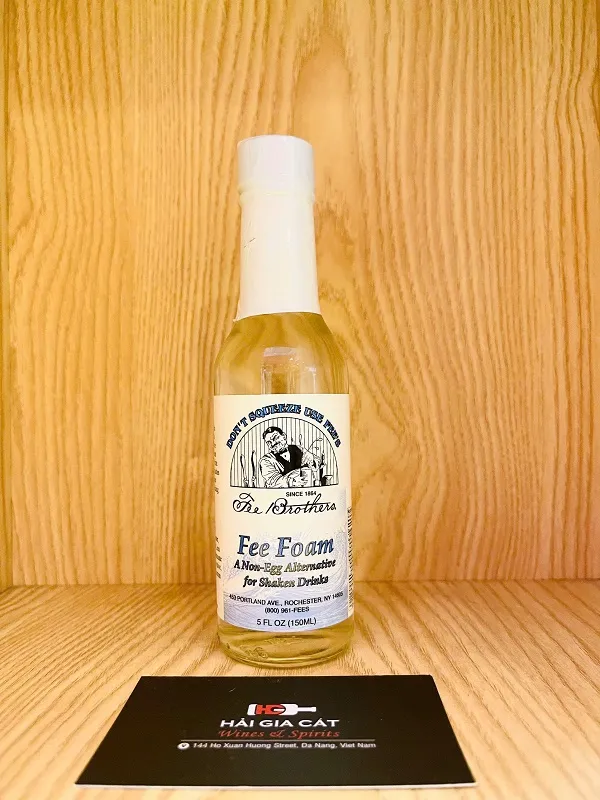 DON'T SQUEEZE USE FEE'S
SINCE 1864
Fee Brothers
Fee Foam
A Non-Egg Alternative
for Shaken Drinks
450 PORTLAND AVE., ROCHESTER, NY 14605
(800) 961-FEES
5 FL OZ (150ML)
HG
HẢI GIA CÁT
Wines & Spirits
144 Ho Xuan Huong Street, Da Nang, Viet Nam